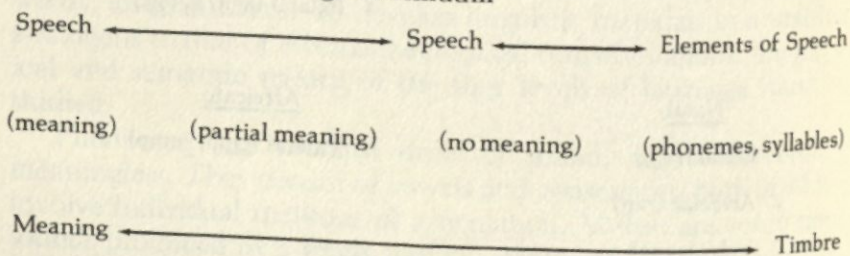 Speech Speech Elements of Speech
(meaning) (partial meaning) (no meaning) (phonemes, syllables)
Meaning Timbre